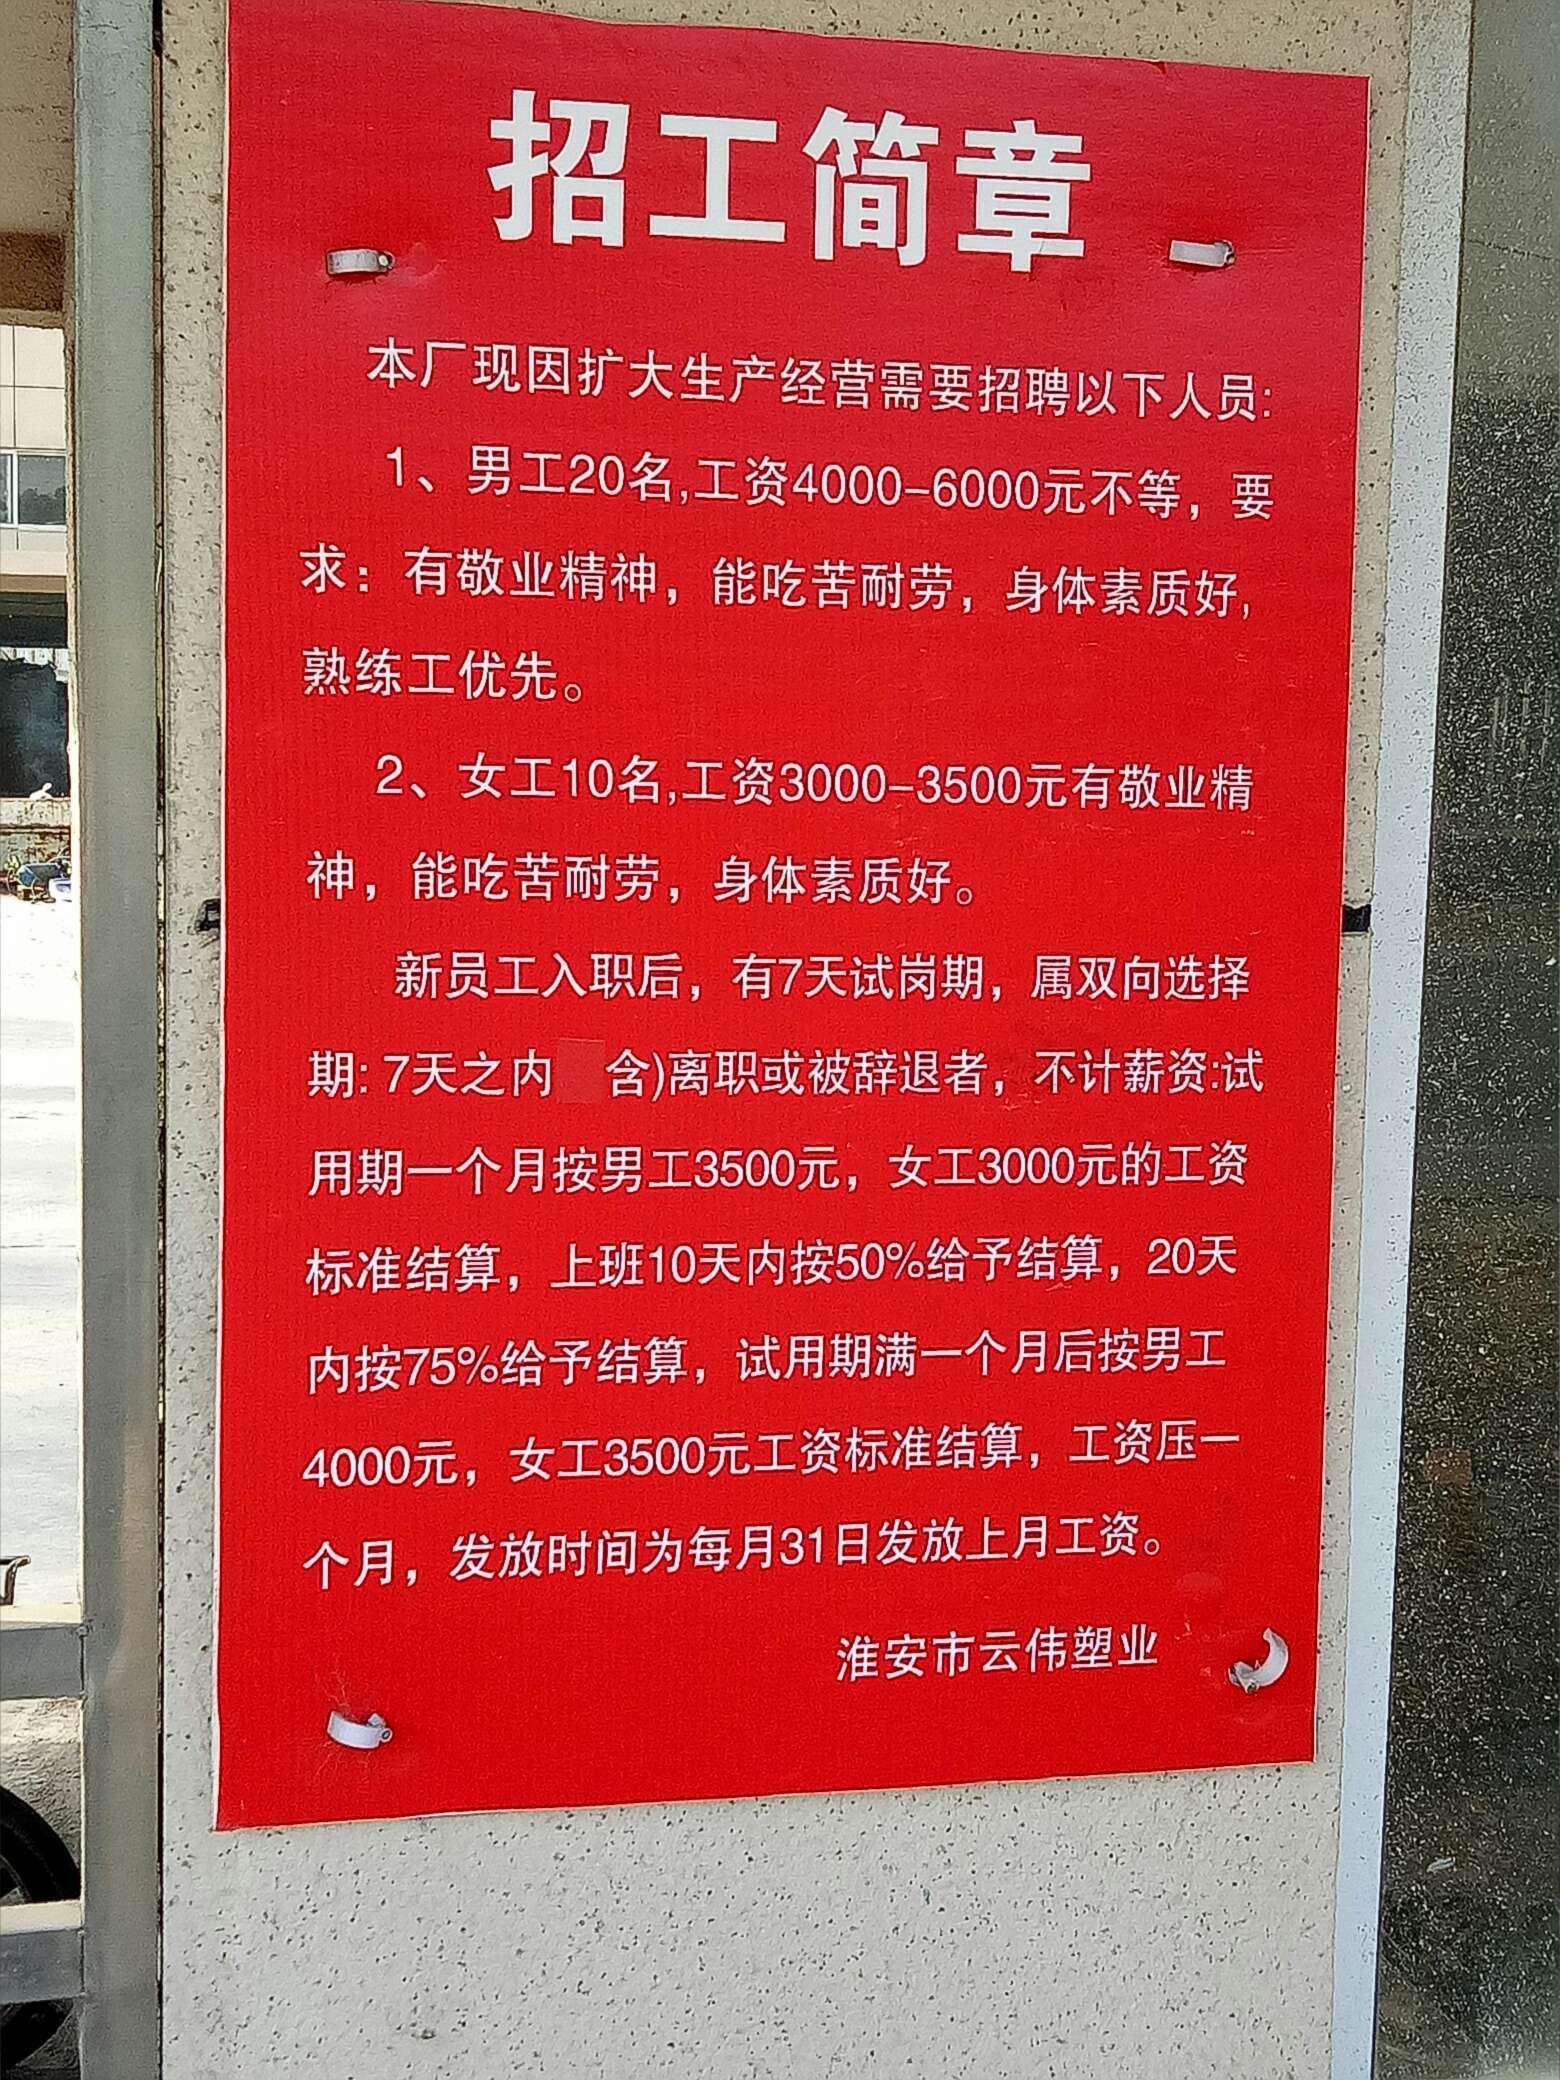 招工简章
本厂现因扩大生产经营需要招聘以下人员:
1、男工20名,工资4000-6000元不等，要
求：有敬业精神，能吃苦耐劳，身体素质好,
熟练工优先。
2、女工10名,工资3000-3500元有敬业精
神，能吃苦耐劳，身体素质好。
新员工入职后，有7天试岗期，属双向选择
期: 7天之内 含)离职或被辞退者，不计薪资:试
用期一个月按男工3500元，女工3000元的工资
标准结算，上班10天内按50%给予结算，20天
内按75%给予结算，试用期满一个月后按男工
4000元，女工3500元工资标准结算，工资压一
个月，发放时间为每月31日发放上月工资。
淮安市云伟塑业